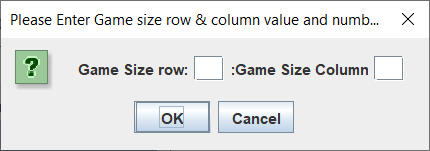 Please Enter Game size row & column value and numb...
? Game Size row: :Game Size Column
OK Cancel